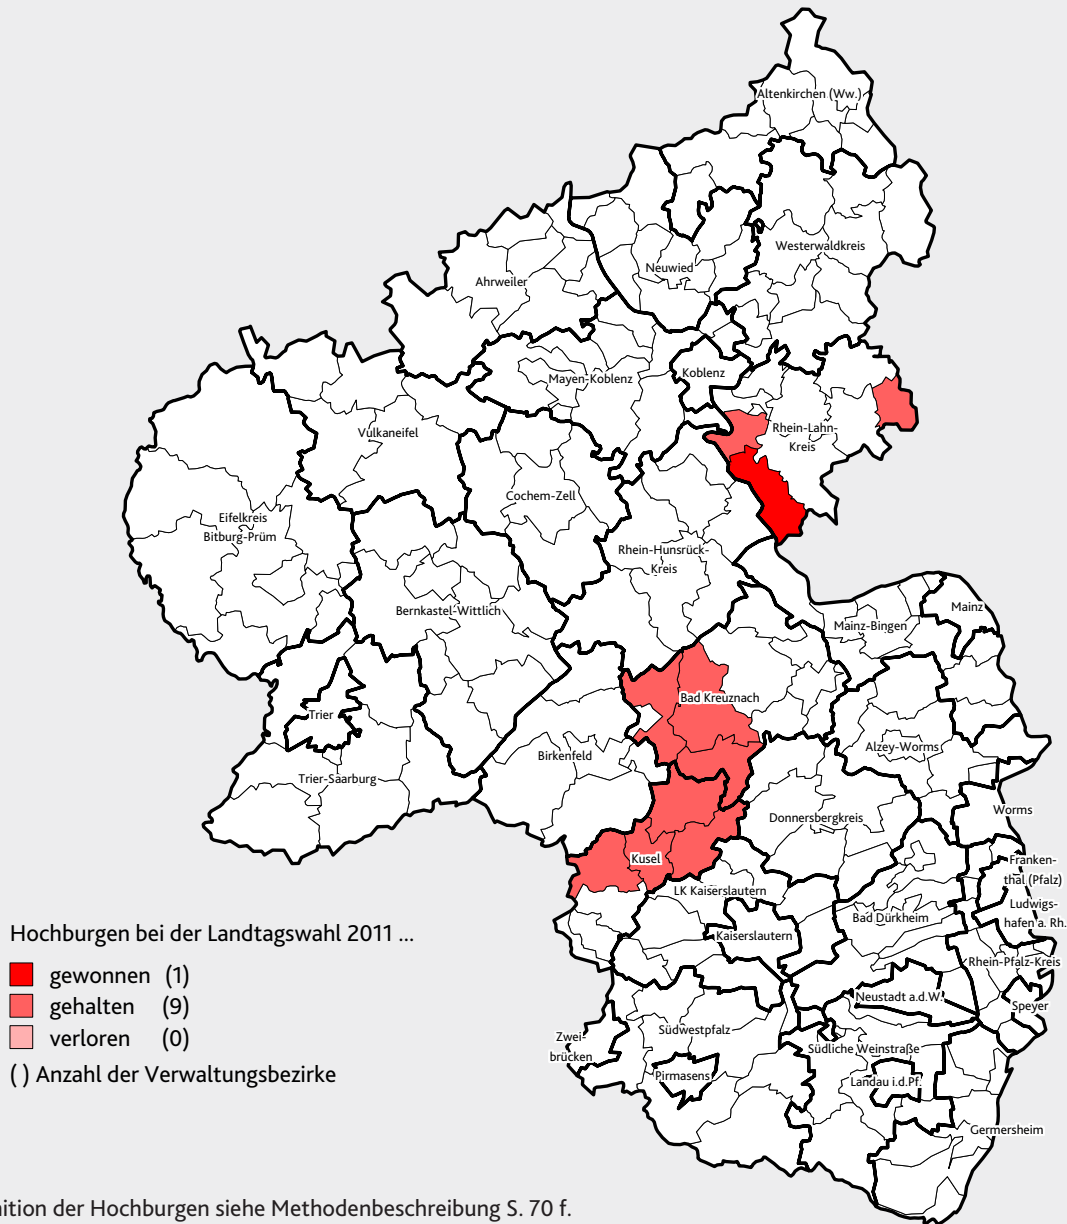 Altenkirchen (Ww.)
Westerwaldkreis
Neuwied
Ahrweiler
Koblenz
Mayen-Koblenz
Rhein-Lahn-
Kreis
Vulkaneifel
Cochem-Zell
Eifelkreis
Bitburg-Prüm
Rhein-Hunsrück-
Kreis
Bernkastel-Wittlich
Mainz
Mainz-Bingen
Bad Kreuznach
Trier
Alzey-Worms
Birkenfeld
Trier-Saarburg
Worms
Donnersbergkreis
Kusel
Franken-
thal (Pfalz)
LK Kaiserslautern
Ludwigs-
hafen a. Rh.
Bad Dürkheim
Kaiserslautern
Rhein-Pfalz-Kreis
Neustadt a.d.W.
Speyer
Südwestpfalz
Zwei-
brücken
Südliche Weinstraße
Pirmasens
Landau i.d.Pf.
Germersheim
Hochburgen bei der Landtagswahl 2011 ...
gewonnen (1)
gehalten (9)
verloren (0)
( ) Anzahl der Verwaltungsbezirke
nition der Hochburgen siehe Methodenbeschreibung S. 70 f.